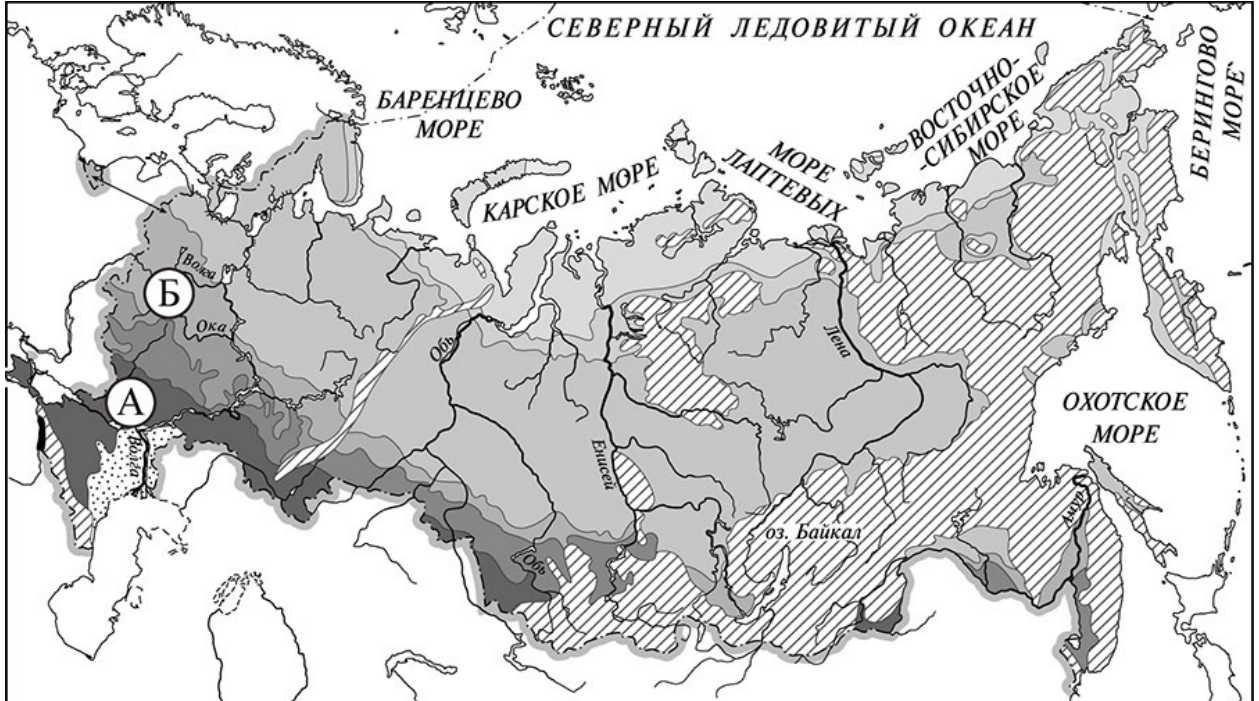 СЕВЕРНЫЙ ЛЕДОВИТЫЙ ОКЕАН
БАРЕНЦЕВО
МОРЕ
КАРСКОЕ МОРЕ
МОРЕ
ЛАПТЕВЫХ
ВОСТОЧНО-
СИБИРСКОЕ
МОРЕ
БЕРИНГОВО
МОРЕ
Волга
Б
Ока
Обь
Лена
А
Волга
Енисей
ОХОТСКОЕ
МОРЕ
оз. Байкал
Обь
Амур